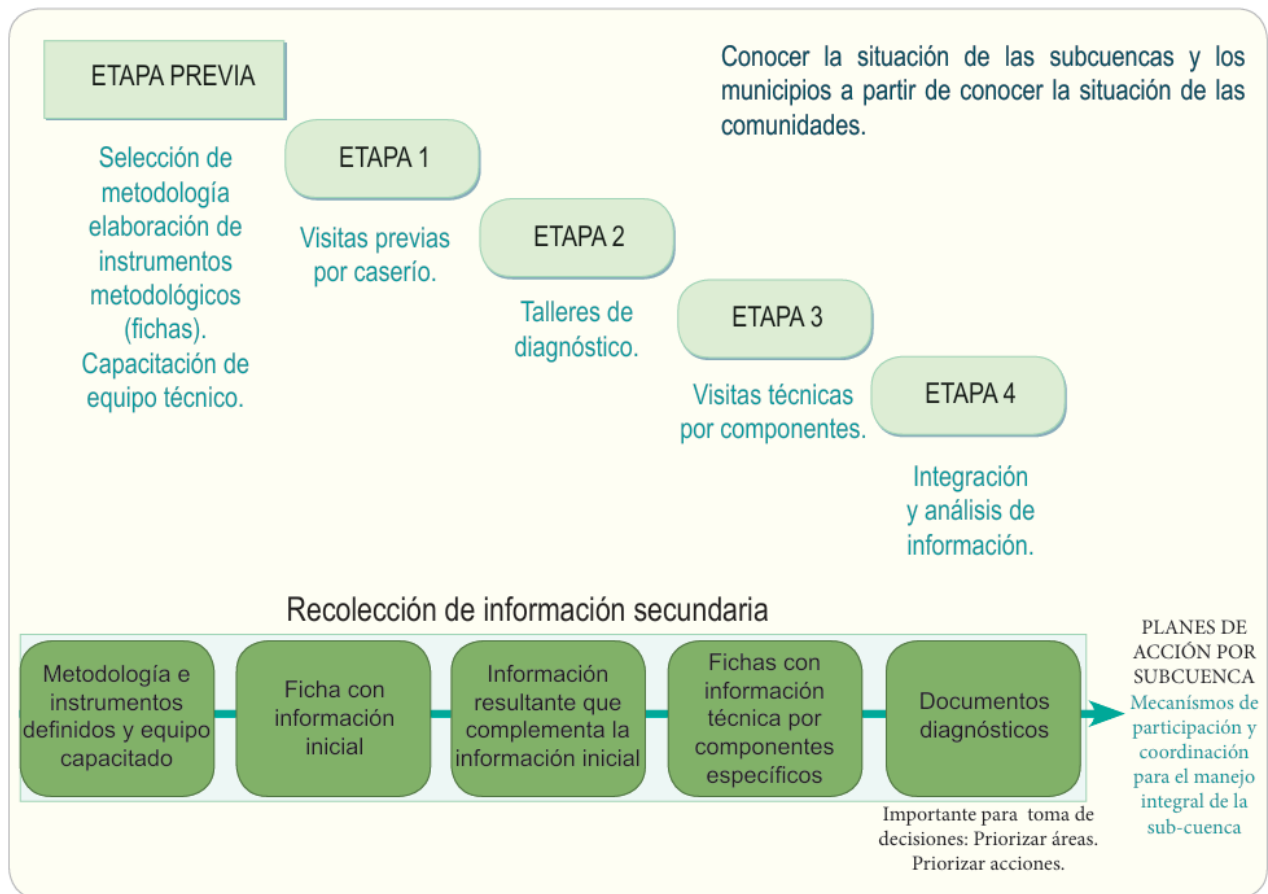 ETAPA PREVIA
Selección de
metodología
elaboración de
instrumentos
metodológicos
(fichas).
Capacitación de
equipo técnico.
Conocer la situación de las subcuencas y los
municipios a partir de conocer la situación de las
comunidades.
ETAPA 1
Visitas previas
por caserío.
ETAPA 2
Talleres de
diagnóstico.
ETAPA 3
Visitas técnicas
por componentes.
ETAPA 4
Integración
y análisis de
información.
Recolección de información secundaria
Metodología e
instrumentos
definidos y equipo
capacitado
Ficha con
información
inicial
Información
resultante que
complementa la
información inicial
Fichas con
información
técnica por
componentes
específicos
Documentos
diagnósticos
Importante para toma de
decisiones: Priorizar áreas.
Priorizar acciones.
PLANES DE
ACCIÓN POR
SUBCUENCA
Mecanísmos de
participación y
coordinación
para el manejo
integral de la
sub-cuenca